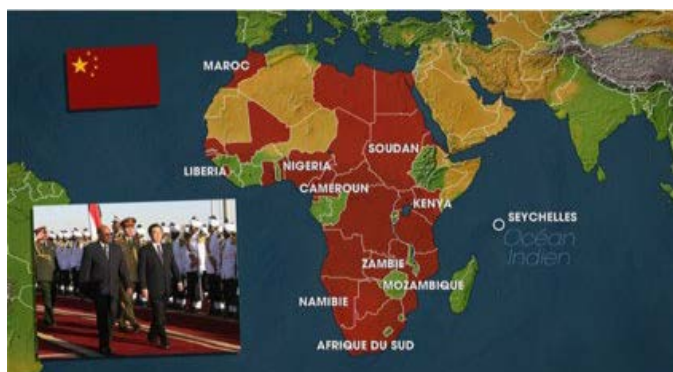 MAROC
SOUDAN
LIBERIA
NIGERIA
CAMEROUN
KENYA
SEYCHELLES
Océan
Indien
ZAMBIE
MOZAMBIQUE
NAMIBIE
AFRIQUE DU SUD